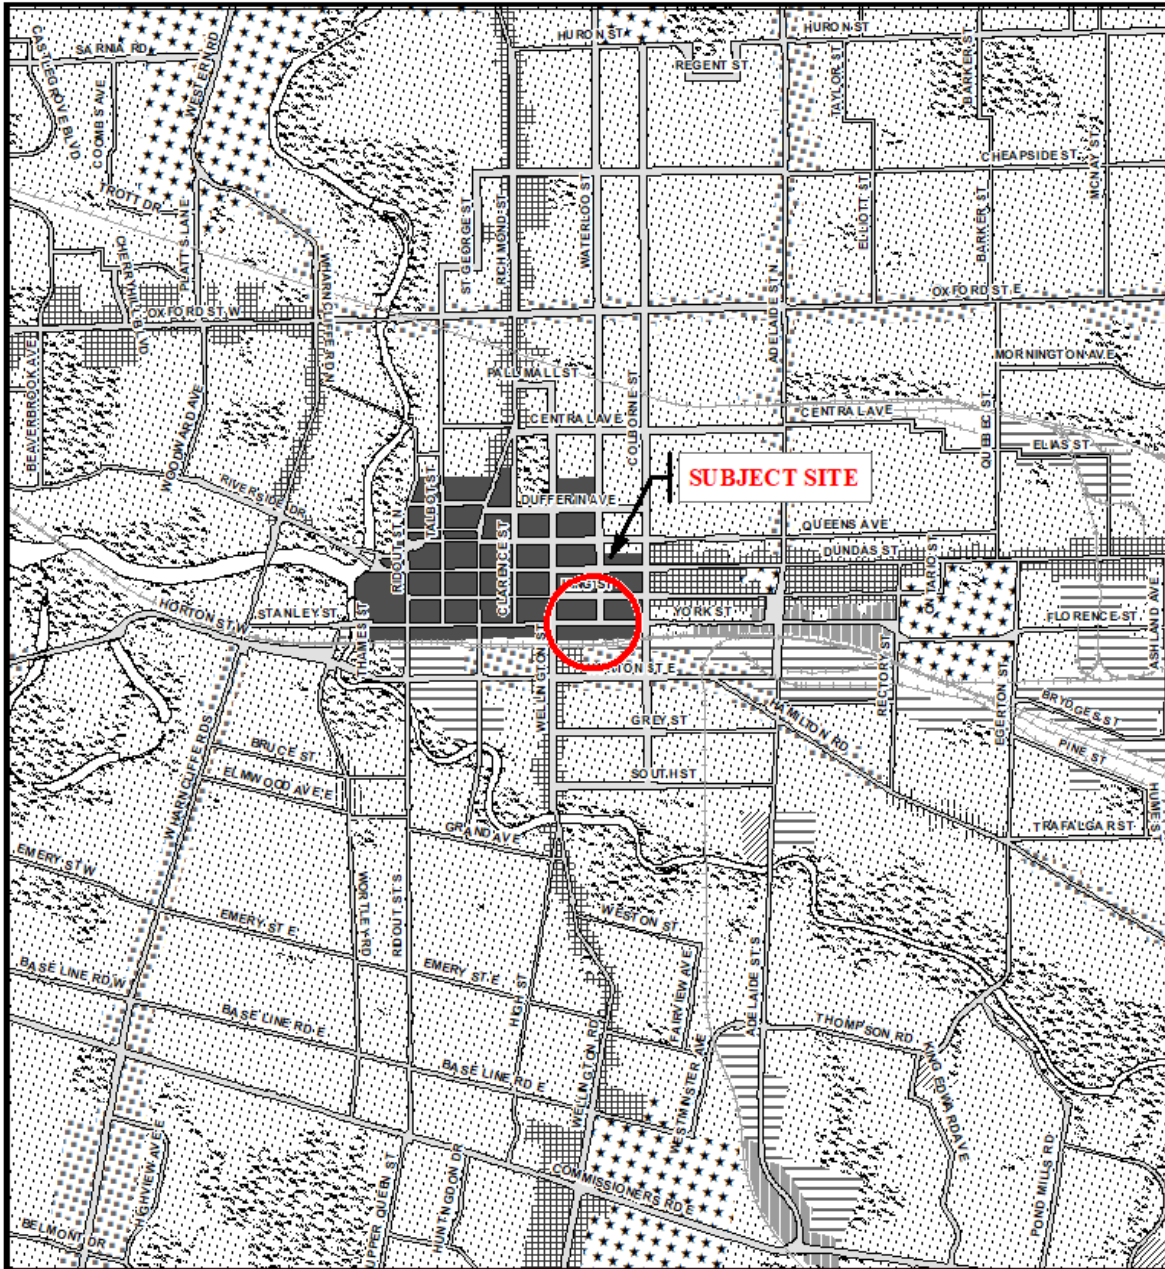 HURON ST
HURON ST
SARNIA RD
WESTERN RD
CASTLEGROVE BLVD
COOMBS AVE
REGENT ST
TAYLOR ST
BARKER ST
CHEAPSIDE ST
MCNAY ST
TROTT DR
PLATT'S LANE
CHERRYHILL BLVD
WHARNCLIFFE RD N
ST GEORGE ST
RICHMOND ST
WATERLOO ST
ELLIOTT ST
BARKER ST
ADELAIDE ST N
OXFORD ST E
OXFORD ST W
BEAVERBROOK AVE
WOODWARD AVE
PALL MALL ST
MORNINGTON AVE
CENTRAL AVE
COLBORNE ST
CENTRAL AVE
QUEBEC ST
ELIAS ST
RIVERSIDE DR
TALBOT ST
RIDOUT ST N
SUBJECT SITE
DUFFERIN AVE
CLARENCE ST
QUEENS AVE
DUNDAS ST
KING ST
ONTARIO ST
YORK ST
FLORENCE ST
ASHLAND AVE
HORTON ST W
STANLEY ST
THAMES ST
WELLINGTON ST
TON ST E
RECTORY ST
EGERTON ST
BRYDGES ST
PINE ST
HUME ST
HAMILTON RD
GREY ST
SOUTH ST
TRAFALGAR ST
WHARNCLIFFE RD S
BRUCE ST
ELMWOOD AVE E
GRAND AVE
EMERY ST W
WORTLEY RD
RIDOUT ST S
EMERY ST E
EMERY ST E
WESTON ST
FAIRVIEW AVE
ADELAIDE ST S
HIGH ST
BASE LINE RD W
BASE LINE RD E
BASE LINE RD E
WELLINGTON RD
WESTMINSTER AVE
THOMPSON RD
KING EDWARD AVE
POND MILLS RD
HIGHVIEW AVE E
BELMONT DR
UPPER QUEEN ST
HUNTINGDON DR
COMMISSIONERS RD E